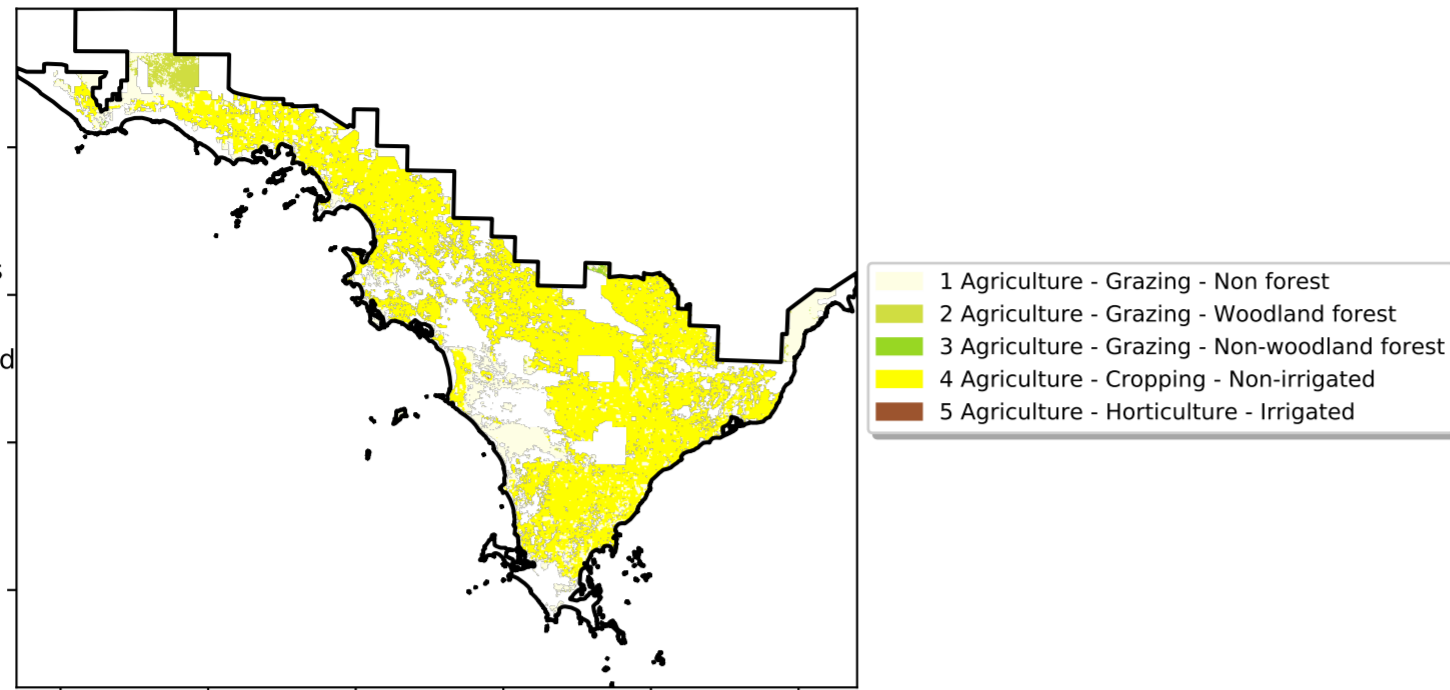 s
d
1 Agriculture - Grazing - Non forest
2 Agriculture - Grazing - Woodland forest
3 Agriculture - Grazing - Non-woodland forest
4 Agriculture - Cropping - Non-irrigated
5 Agriculture - Horticulture - Irrigated